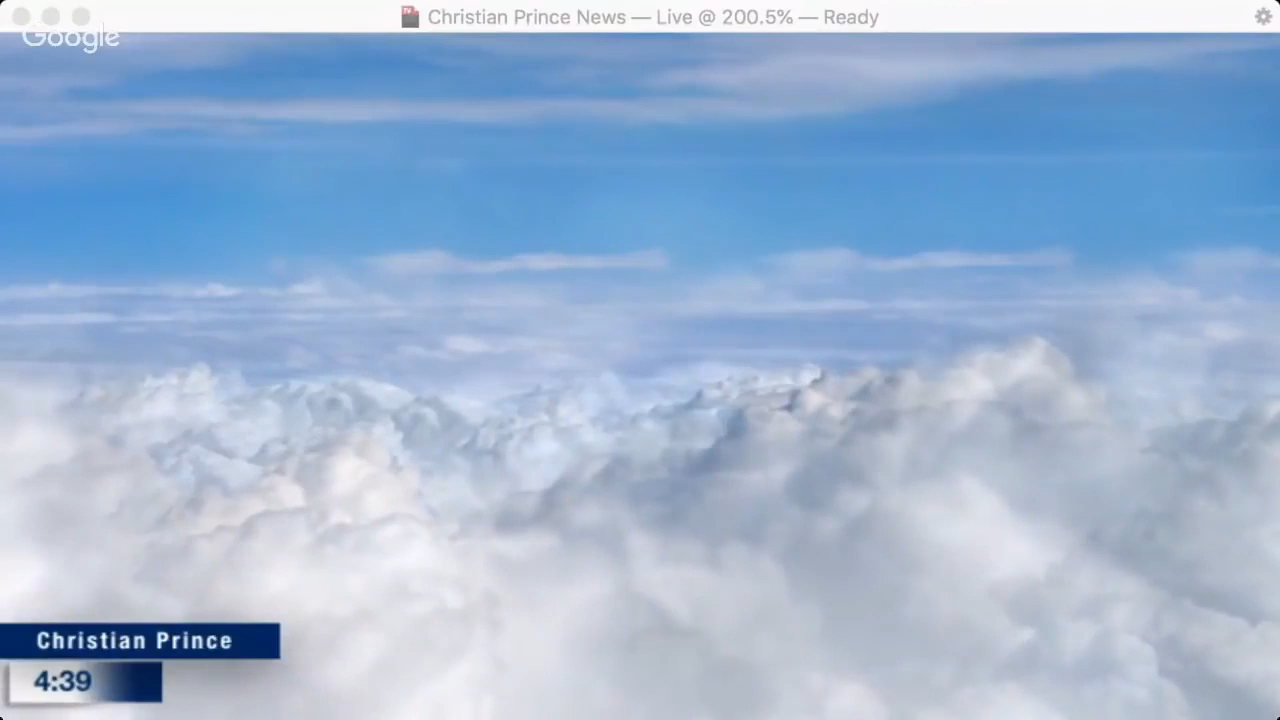 Christian Prince News — Live @ 200.5% — Ready
Google
Christian Prince
4:39